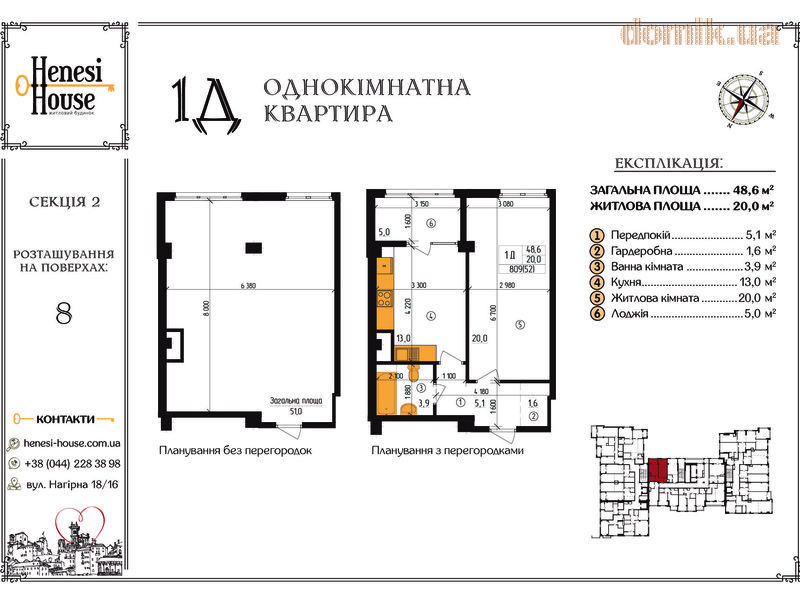 domik.ua
Henesi
House
житловий будинок
1Д
ОДНОКІМНАТНА
КВАРТИРА
СЕКЦІЯ 2
РОЗТАШУВАННЯ
НА ПОВЕРХАХ:
8
КОНТАКТИ
henesi-house.com.ua
+38 (044) 228 38 98
вул. Нагірна 18/16
6 380
8 000
Загальна площа
51,0
Планування без перегородок
3 150
3 080
1 600
5,0
6
1 Д
48,6
20,0
809(52)
3 300
2 980
4 220
6 700
4
5
13,0
20,0
2 100
1 100
1 880
3
3,9
4 180
1
5,1
1 600
1,6
2
Планування з перегородками
S
E
W
N
ЕКСПЛІКАЦІЯ:
ЗАГАЛЬНА ПЛОЩА ....... 48,6 м²
ЖИТЛОВА ПЛОЩА ....... 20,0 м²
1 Передпокій ..................... 5,1 м²
2 Гардеробна ..................... 1,6 м²
3 Ванна кімната ................. 3,9 м²
4 Кухня ............................. 13,0 м²
5 Житлова кімната ........... 20,0 м²
6 Лоджія ............................ 5,0 м²